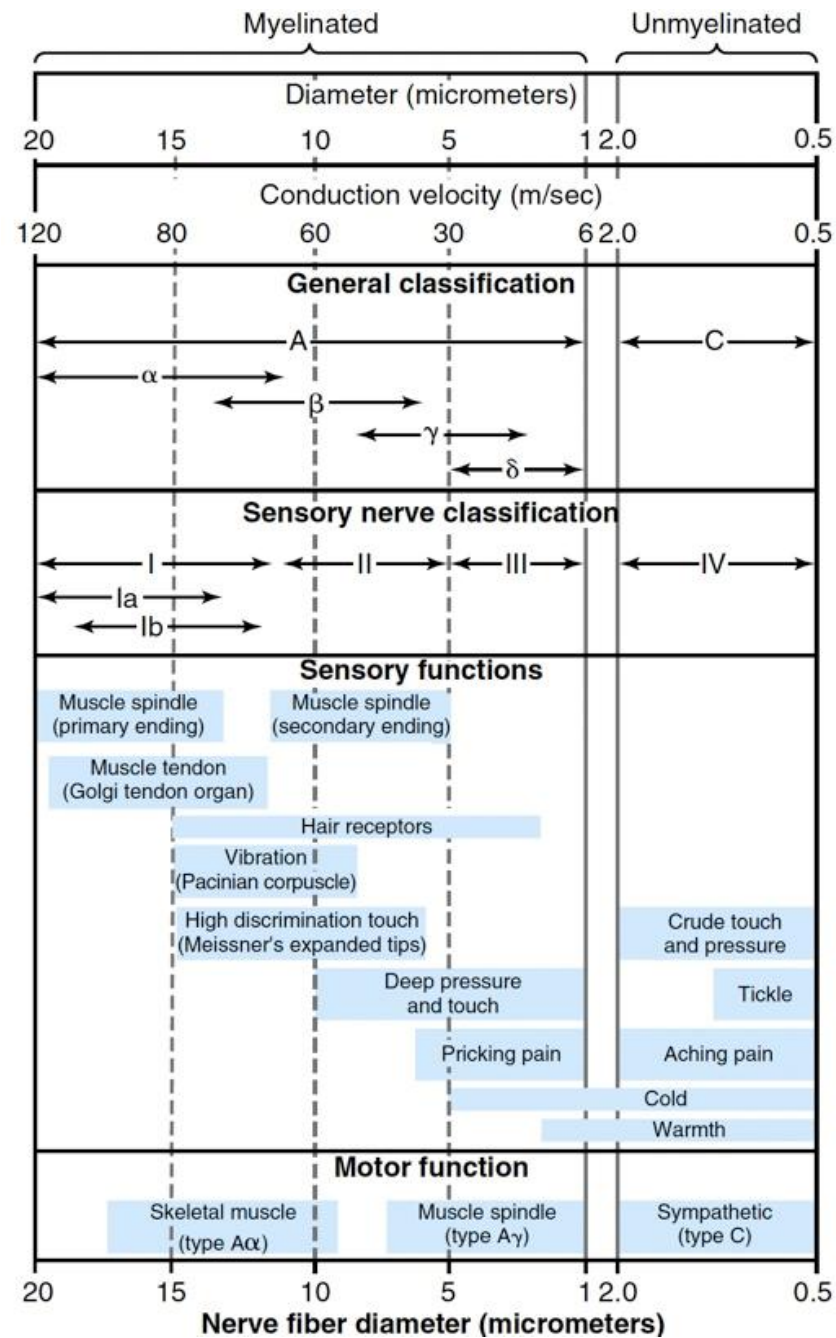 Myelinated Unmyelinated
Diameter (micrometers)
20 15 10 5 1 2.0 0.5
Conduction velocity (m/sec)
120 80 60 30 6 2.0 0.5
General classification
A C
α
β
γ
δ
Sensory nerve classification
I II III IV
Ia
Ib
Sensory functions
Muscle spindle Muscle spindle
(primary ending) (secondary ending)
Muscle tendon
(Golgi tendon organ)
Hair receptors
Vibration
(Pacinian corpuscle)
High discrimination touch Crude touch
(Meissner's expanded tips) and pressure
Deep pressure
and touch
Tickle
Pricking pain Aching pain
Cold
Warmth
Motor function
Skeletal muscle Muscle spindle Sympathetic
(type Aα) (type Aγ) (type C)
20 15 10 5 1 2.0 0.5
Nerve fiber diameter (micrometers)